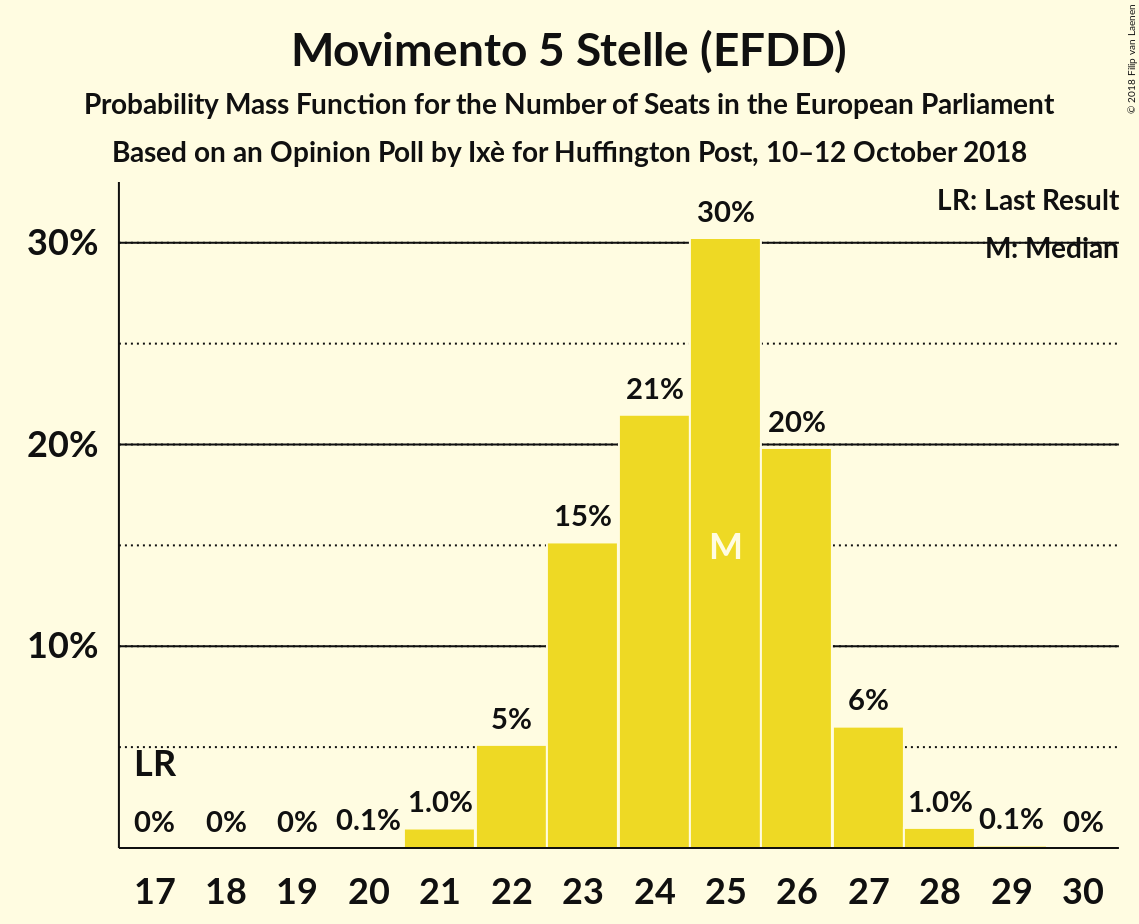 Movimento 5 Stelle (EFDD)
Probability Mass Function for the Number of Seats in the European Parliament
Based on an Opinion Poll by Ixè for Huffington Post, 10–12 October 2018
© 2018 Filip van Laenen
LR: Last Result
M: Median
30%
20%
10%
LR
M
0% 0% 0% 0.1% 1.0% 5% 15% 21% 30% 20% 6% 1.0% 0.1% 0%
17 18 19 20 21 22 23 24 25 26 27 28 29 30